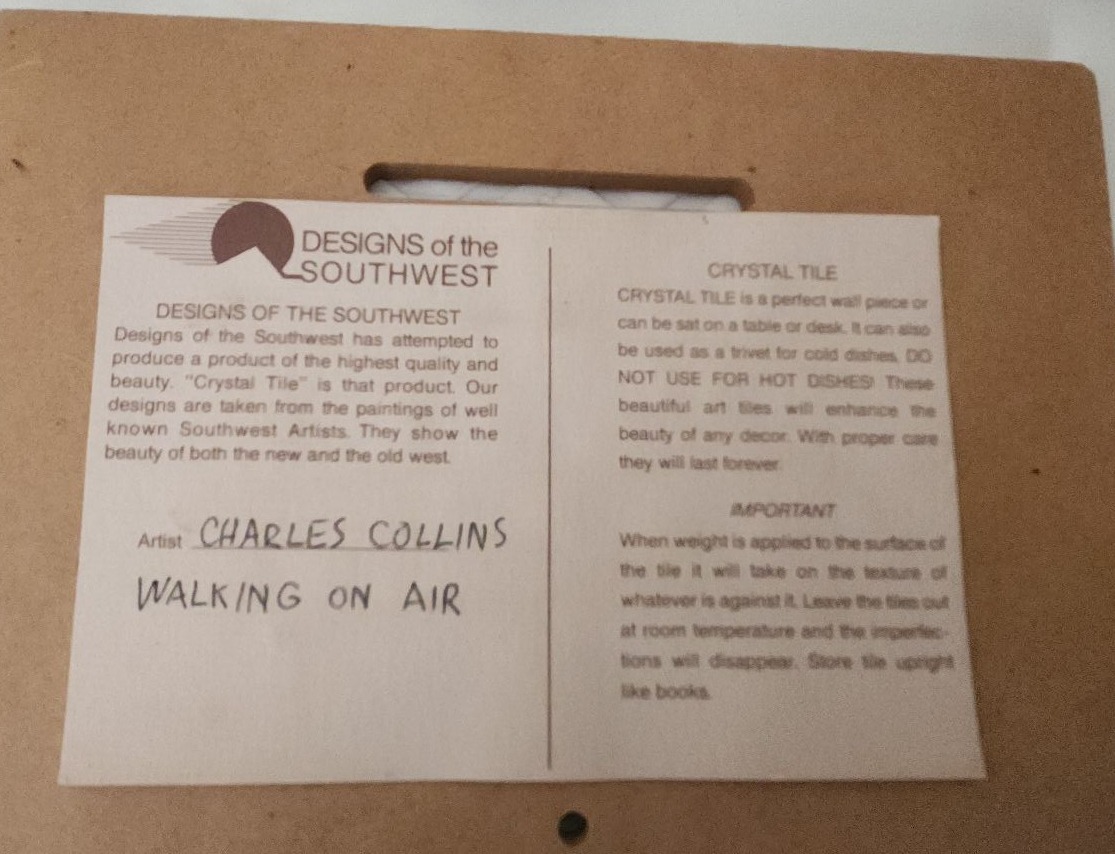 DESIGNS of the
SOUTHWEST
DESIGNS OF THE SOUTHWEST
Designs of the Southwest has attempted to
produce a product of the highest quality and
beauty. "Crystal Tile" is that product. Our
designs are taken from the paintings of well
known Southwest Artists. They show the
beauty of both the new and the old west.
Artist CHARLES COLLINS
WALKING ON AIR
CRYSTAL TILE
CRYSTAL TILE is a perfect wall piece or
can be sat on a table or desk. It can also
be used as a trivet for cold dishes. DO
NOT USE FOR HOT DISHES! These
beautiful art tiles will enhance the
beauty of any decor. With proper care
they will last forever.
IMPORTANT
When weight is applied to the surface of
the tile it will take on the texture of
whatever is against it. Leave the tiles out
at room temperature and the imperfec-
tions will disappear. Store tile upright
like books.